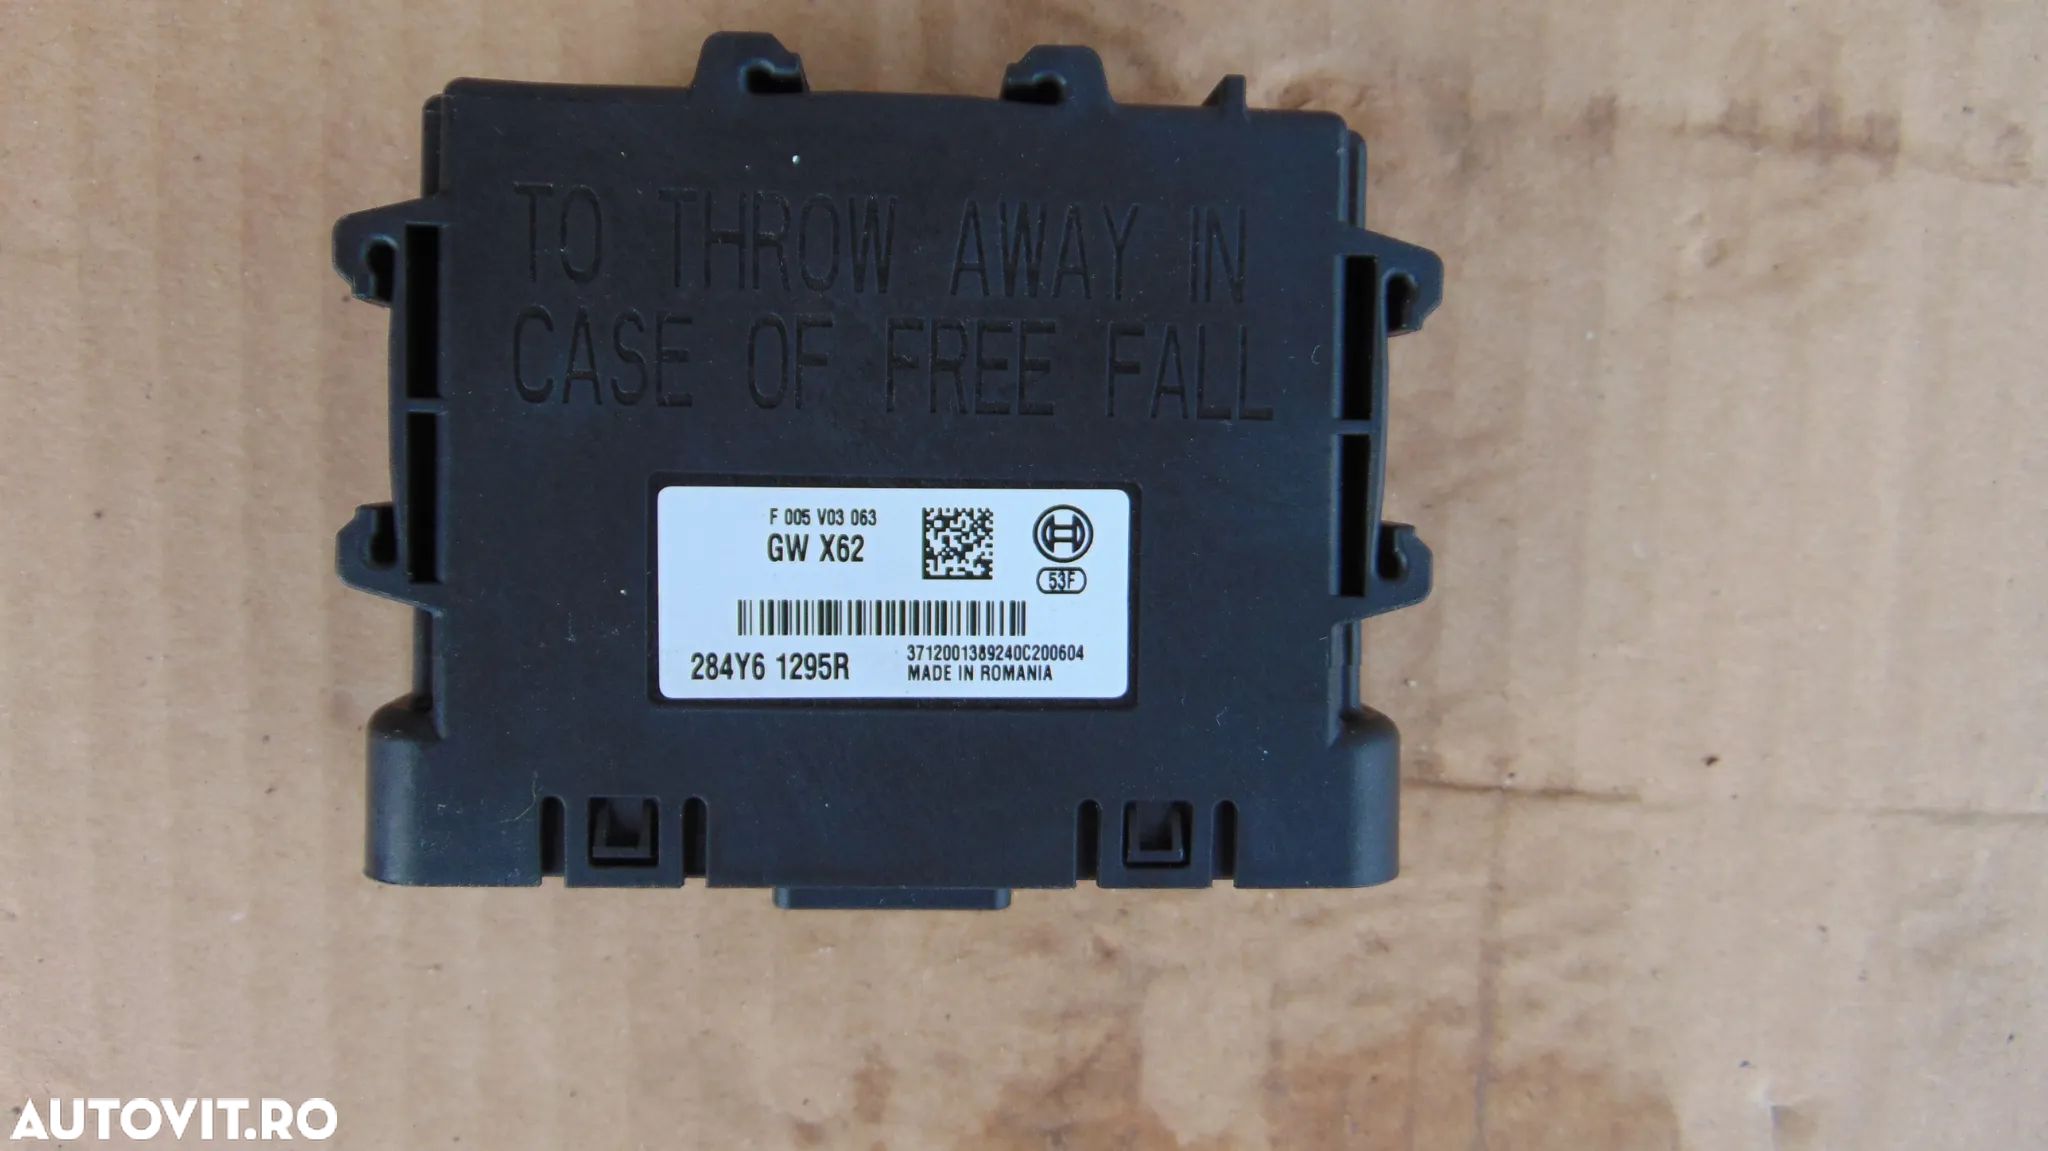 TO THROW AWAY IN
CASE OF FREE FALL
F 005 V03 063
GW X62
53F
284Y6 1295R
3712001389240C200604
MADE IN ROMANIA
AUTOVIT.RO